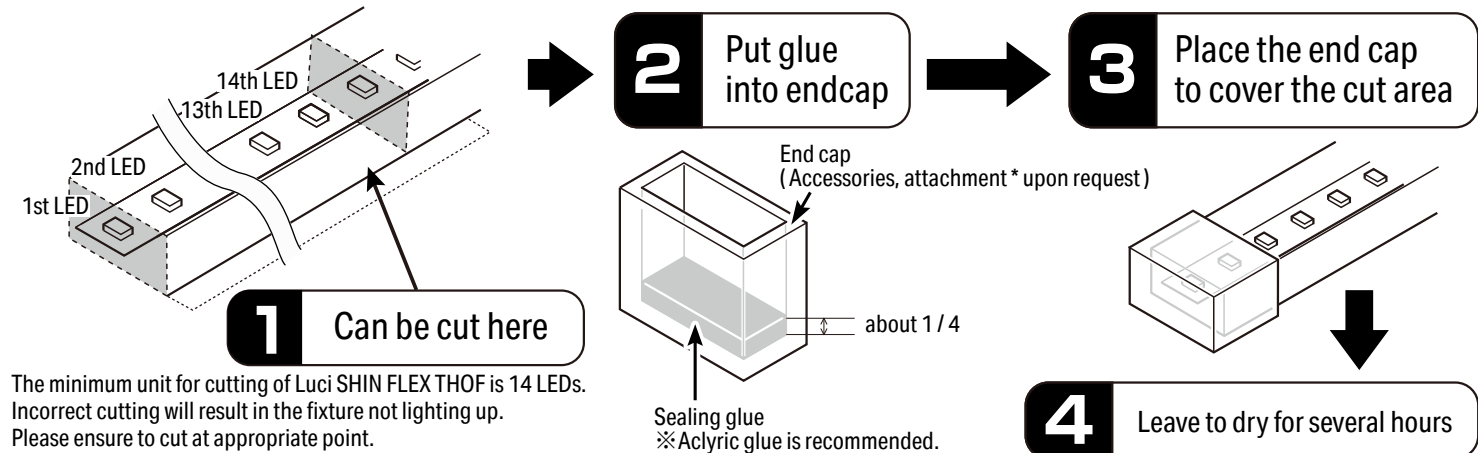 14th LED
13th LED
2nd LED
1st LED
1
Can be cut here
The minimum unit for cutting of Luci SHIN FLEX THOF is 14 LEDs.
Incorrect cutting will result in the fixture not lighting up.
Please ensure to cut at appropriate point.
2
Put glue
into endcap
End cap
( Accessories, attachment * upon request )
about 1 / 4
Sealing glue
※Aclyric glue is recommended.
3
Place the end cap
to cover the cut area
4
Leave to dry for several hours